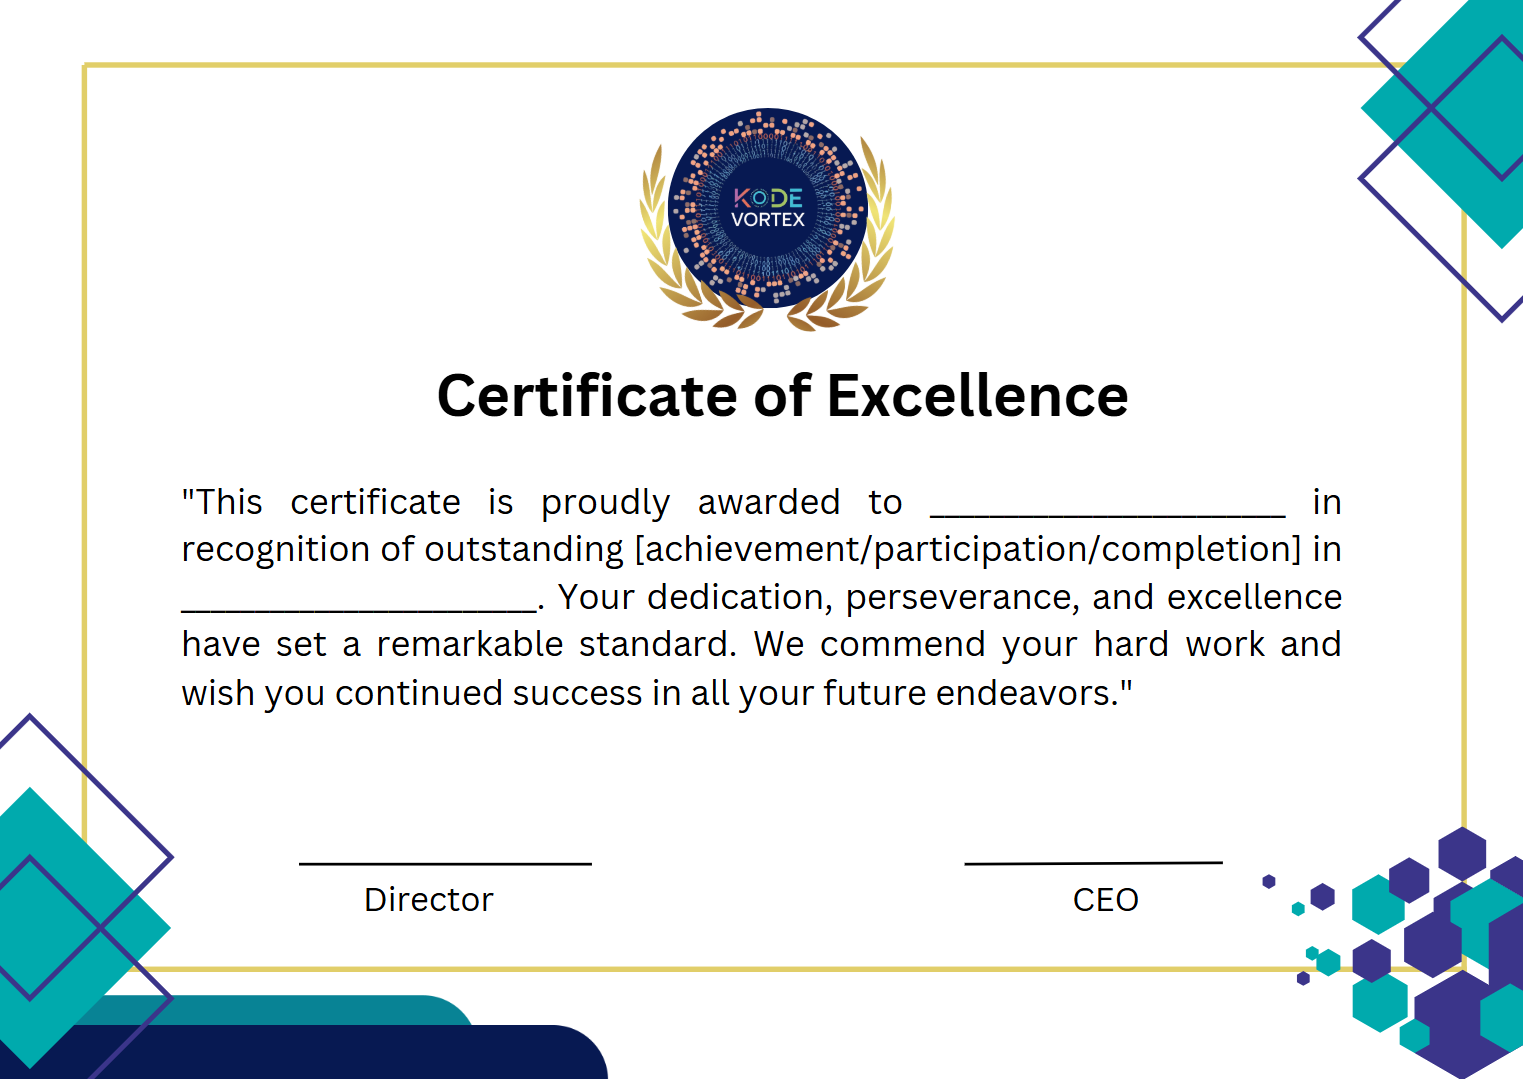 KODE
VORTEX
Certificate of Excellence
"This certificate is proudly awarded to ________________________ in
recognition of outstanding [achievement/participation/completion] in
________________________. Your dedication, perseverance, and excellence
have set a remarkable standard. We commend your hard work and
wish you continued success in all your future endeavors."
Director
CEO